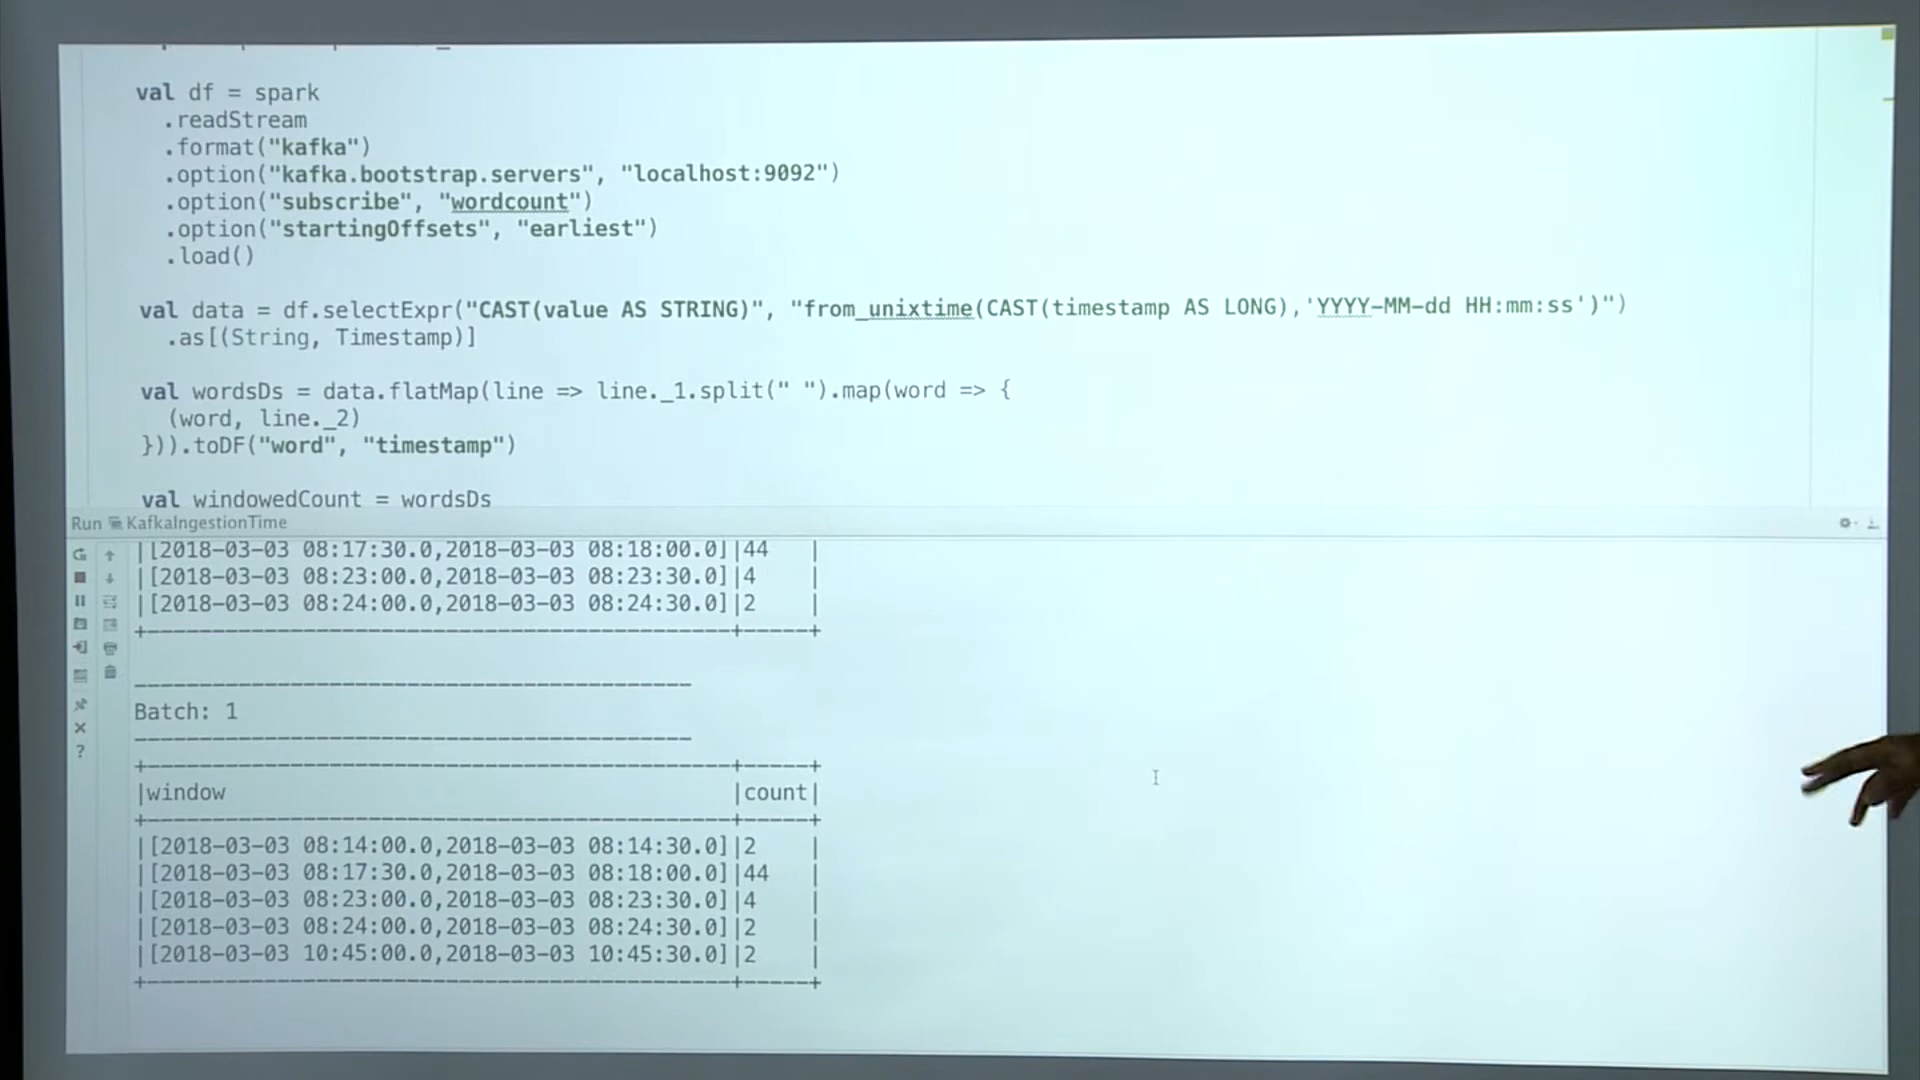 val df = spark
.readStream
.format("kafka")
.option("kafka.bootstrap.servers", "localhost:9092")
.option("subscribe", "wordcount")
.option("startingOffsets", "earliest")
.load()
val data = df.selectExpr("CAST(value AS STRING)", "from_unixtime(CAST(timestamp AS LONG),'YYYY-MM-dd HH:mm:ss')")
.as[(String, Timestamp)]
val wordsDs = data.flatMap(line => line._1.split(" ").map(word => {
(word, line._2)
})).toDF("word", "timestamp")
val windowedCount = wordsDs
Run KafkaIngestionTime
|[2018-03-03 08:17:30.0,2018-03-03 08:18:00.0]|44 |
|[2018-03-03 08:23:00.0,2018-03-03 08:23:30.0]|4 |
|[2018-03-03 08:24:00.0,2018-03-03 08:24:30.0]|2 |
+----------------------------------------------+------+
-------------------------------------------
Batch: 1
-------------------------------------------
+----------------------------------------------+------+
|window |count|
+----------------------------------------------+------+
|[2018-03-03 08:14:00.0,2018-03-03 08:14:30.0]|2 |
|[2018-03-03 08:17:30.0,2018-03-03 08:18:00.0]|44 |
|[2018-03-03 08:23:00.0,2018-03-03 08:23:30.0]|4 |
|[2018-03-03 08:24:00.0,2018-03-03 08:24:30.0]|2 |
|[2018-03-03 10:45:00.0,2018-03-03 10:45:30.0]|2 |
+----------------------------------------------+------+